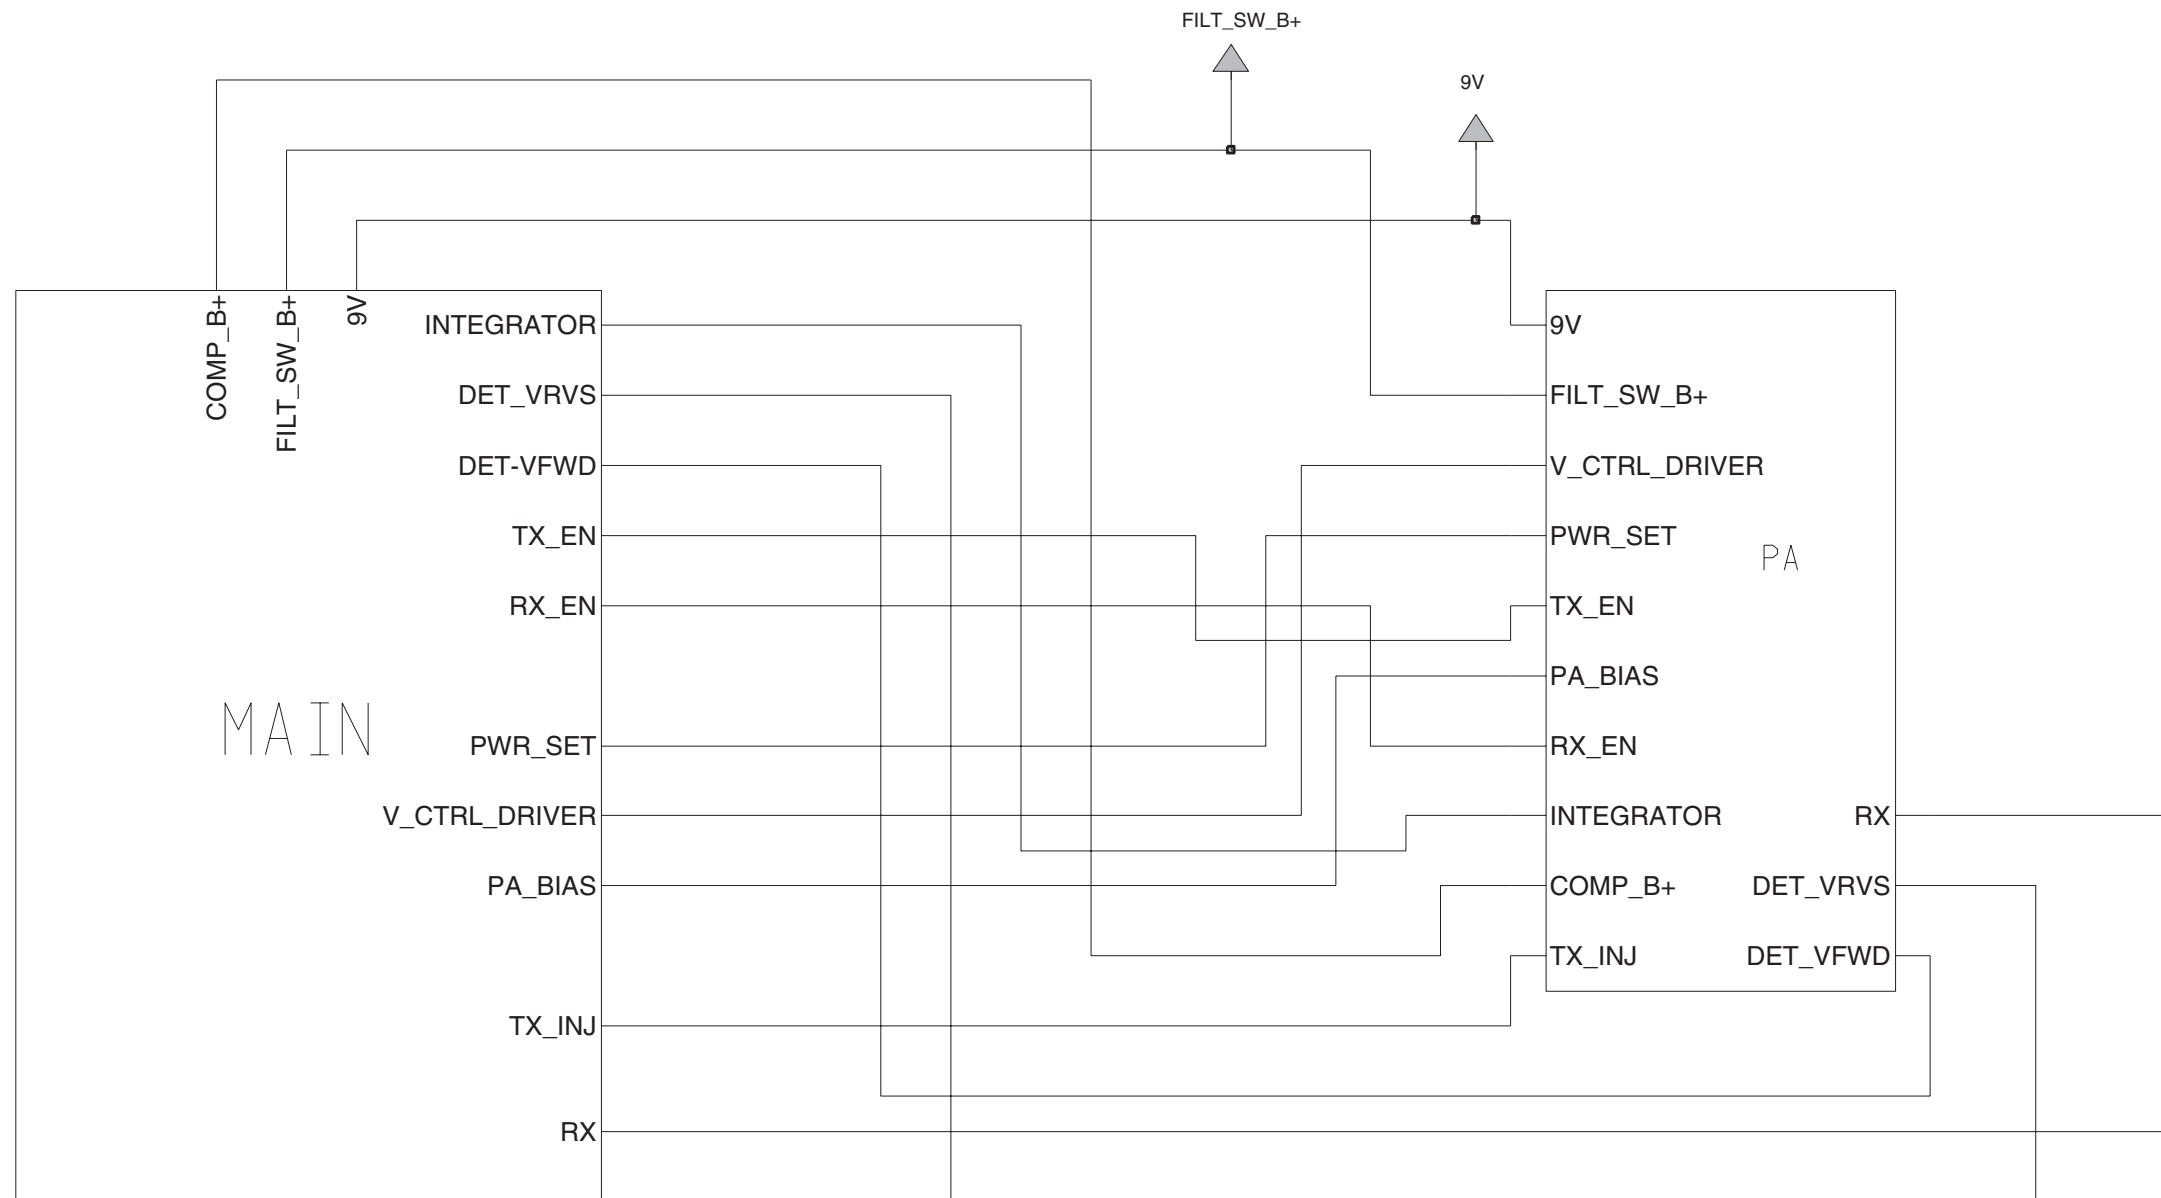 FILT_SW_B+
9V
COMP_B+
FILT_SW_B+
9V
INTEGRATOR
DET_VRVS
DET-VFWD
TX_EN
RX_EN
MAIN
PWR_SET
V_CTRL_DRIVER
PA_BIAS
TX_INJ
RX
9V
FILT_SW_B+
V_CTRL_DRIVER
PWR_SET
PA
TX_EN
PA_BIAS
RX_EN
INTEGRATOR
RX
COMP_B+
DET_VRVS
TX_INJ
DET_VFWD